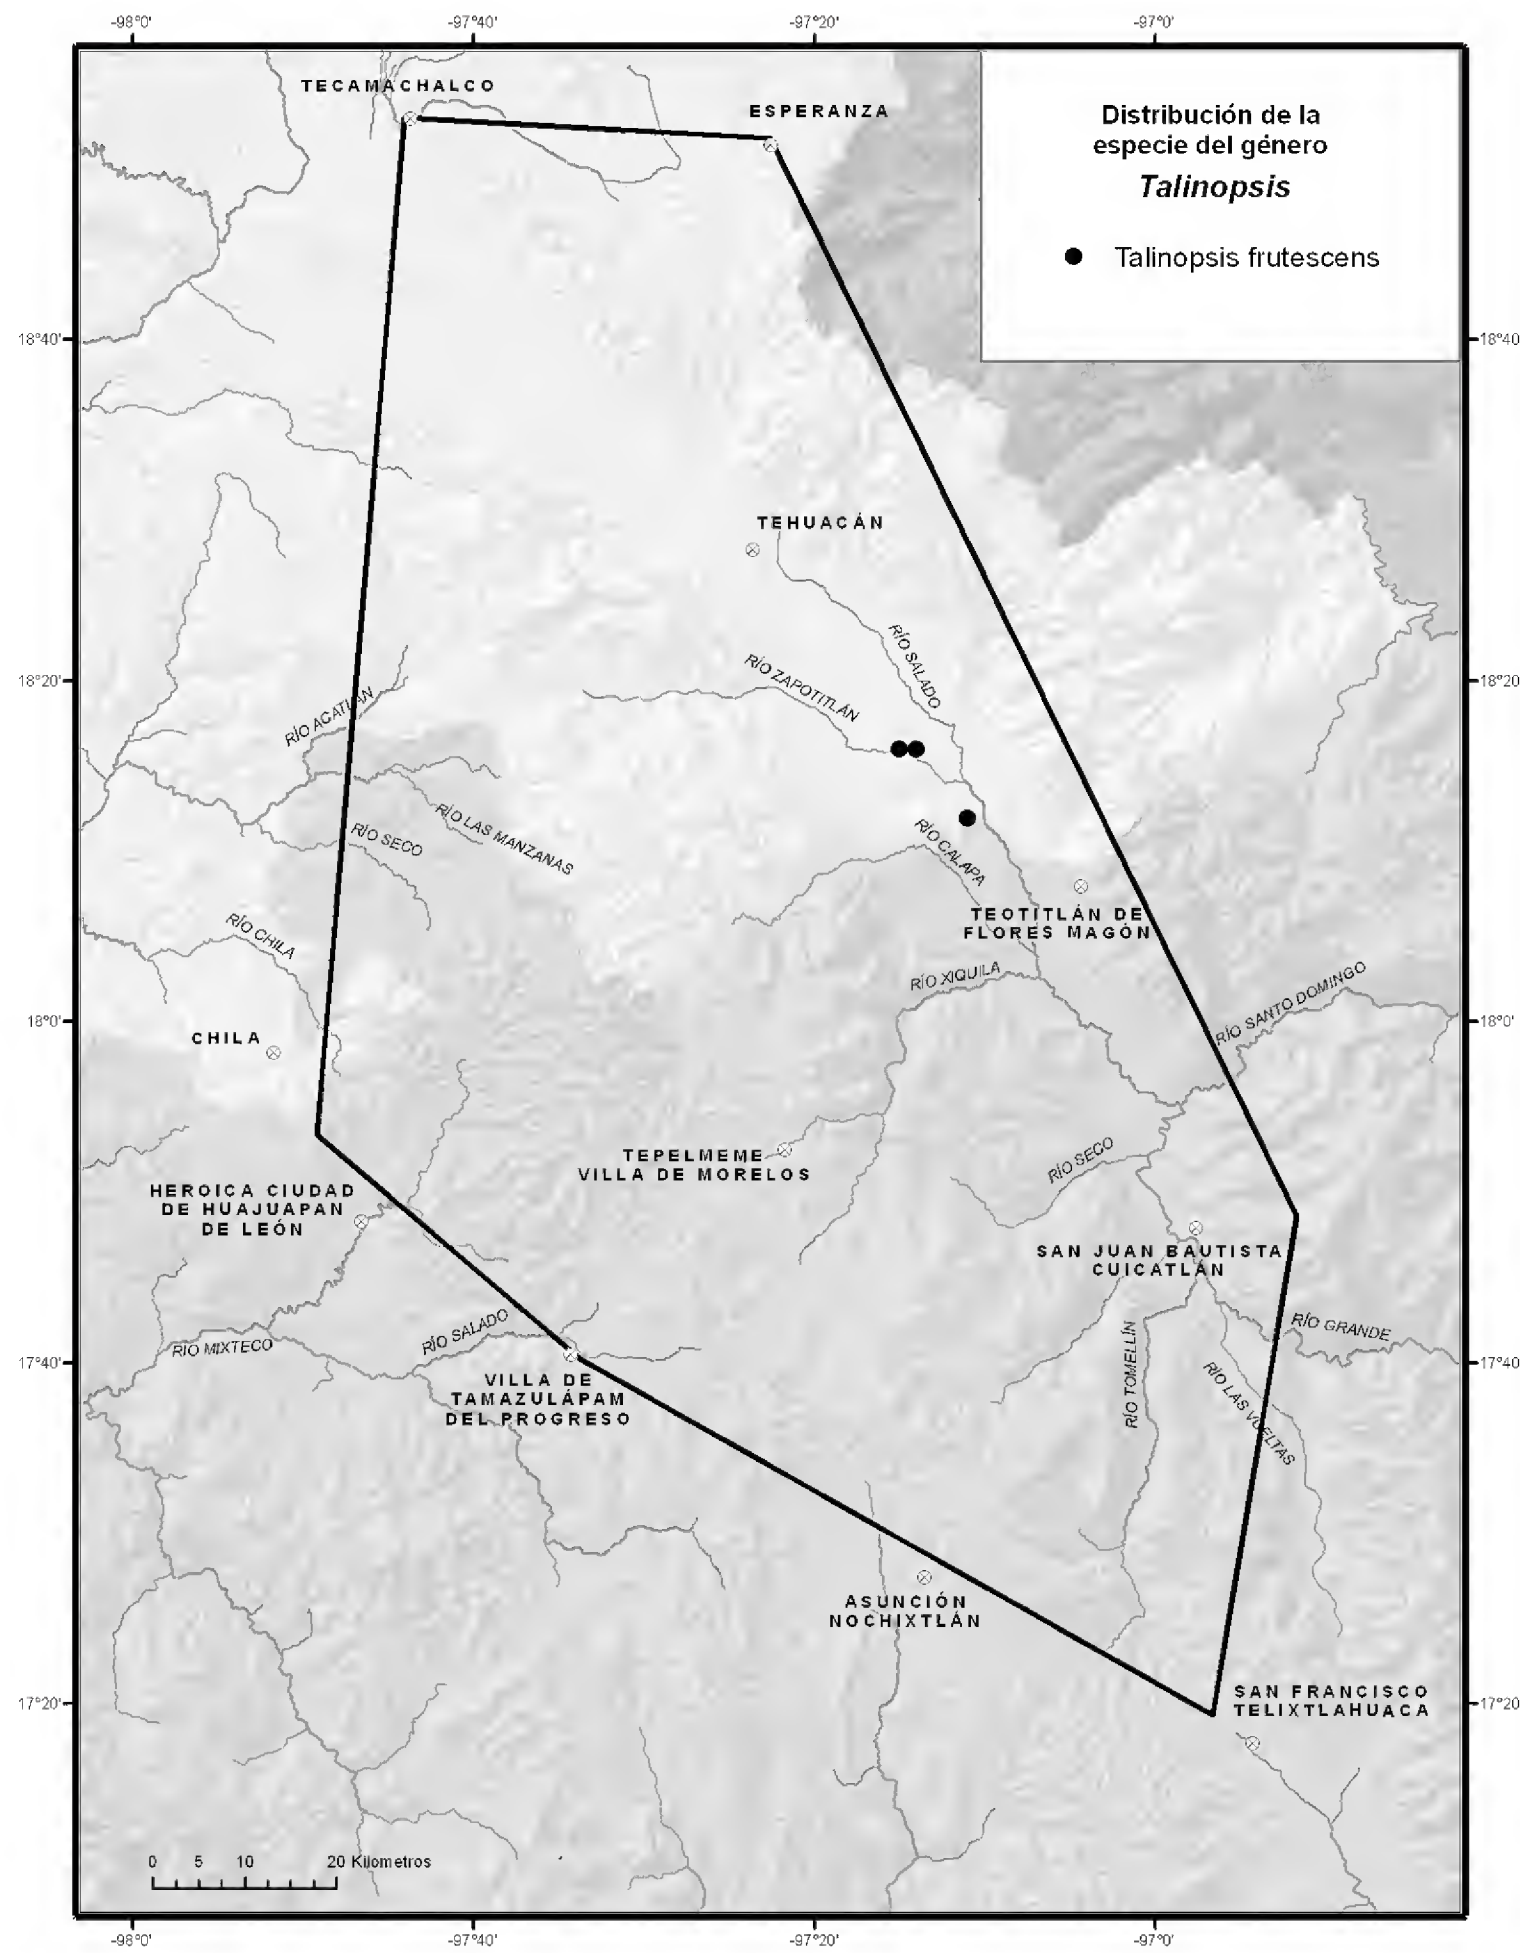 -98°0'
-97°40'
-97°20'
-97°0'
TECAMACHALCO
ESPERANZA
Distribución de la
especie del género
Talinopsis
Talinopsis frutescens
18°40'
18°40'
TEHUACÁN
RÍO SALADO
RÍO ZAPOTITLÁN
18°20'
18°20'
RÍO ACATLÁN
RÍO LAS MANZANAS
RÍO SECO
RÍO CALAPA
TEOTITLÁN DE
FLORES MAGÓN
RÍO CHILA
RÍO XIQUILA
RÍO SANTO DOMINGO
18°0'
18°0'
CHILA
TEPELMEME
VILLA DE MORELOS
RÍO SECO
HEROICA CIUDAD
DE HUAJUAPAN
DE LEÓN
SAN JUAN BAUTISTA
CUICATLÁN
RÍO SALADO
RÍO MIXTECO
RÍO GRANDE
17°40'
17°40'
RÍO TOMELLÍN
RÍO LAS VUELTAS
VILLA DE
TAMAZULÁPAM
DEL PROGRESO
ASUNCIÓN
NOCHIXTLÁN
17°20'
SAN FRANCISCO
TELIXTLAHUACA
17°20'
0 5 10 20 Kilometros
-98°0'
-97°40'
-97°20'
-97°0'